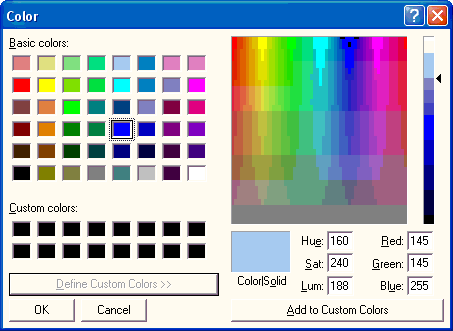 Color
Basic colors:
Custom colors:
Define Custom Colors >>
OK Cancel
Color|Solid
Hue: 160 Red: 145
Sat: 240 Green: 145
Lum: 188 Blue: 255
Add to Custom Colors